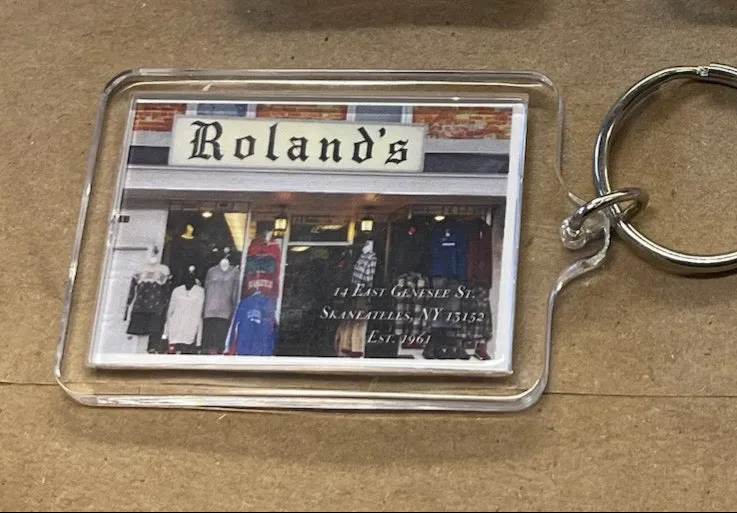 Roland's
14 East Genesee St.
Skaneateles, NY 13152
Est. 1961